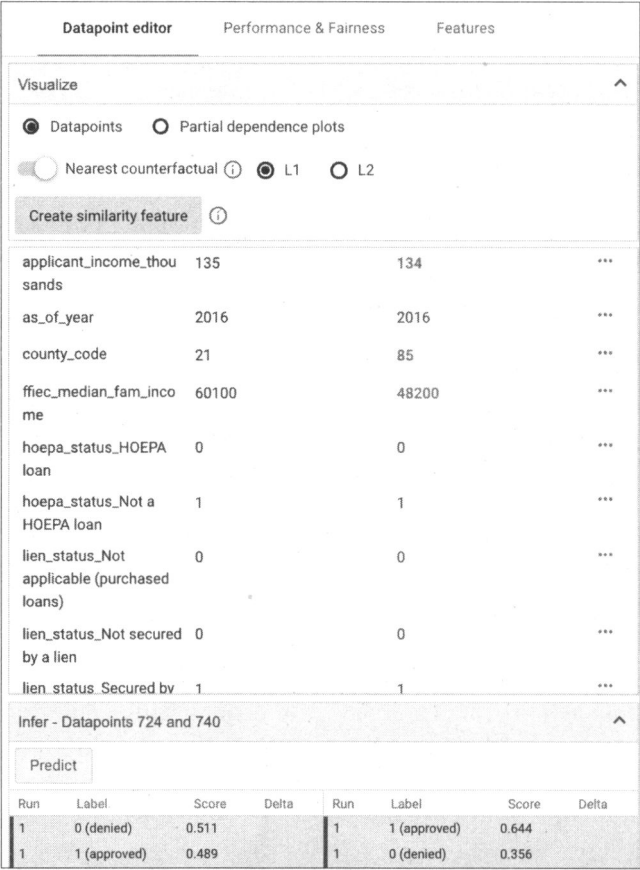 Datapoint editor Performance & Fairness Features
Visualize
Datapoints Partial dependence plots
Nearest counterfactual L1 L2
Create similarity feature
applicant_income_thou 135 134
sands
as_of_year 2016 2016
county_code 21 85
ffiec_median_fam_inco 60100 48200
me
hoepa_status_HOEPA 0 0
loan
hoepa_status_Not a 1 1
HOEPA loan
lien_status_Not 0 0
applicable (purchased
loans)
lien_status_Not secured 0 0
by a lien
lien_status_Secured by 1 1
Infer - Datapoints 724 and 740
Predict
Run Label Score Delta Run Label Score Delta
1 0 (denied) 0.511 1 1 (approved) 0.644
1 1 (approved) 0.489 1 0 (denied) 0.356